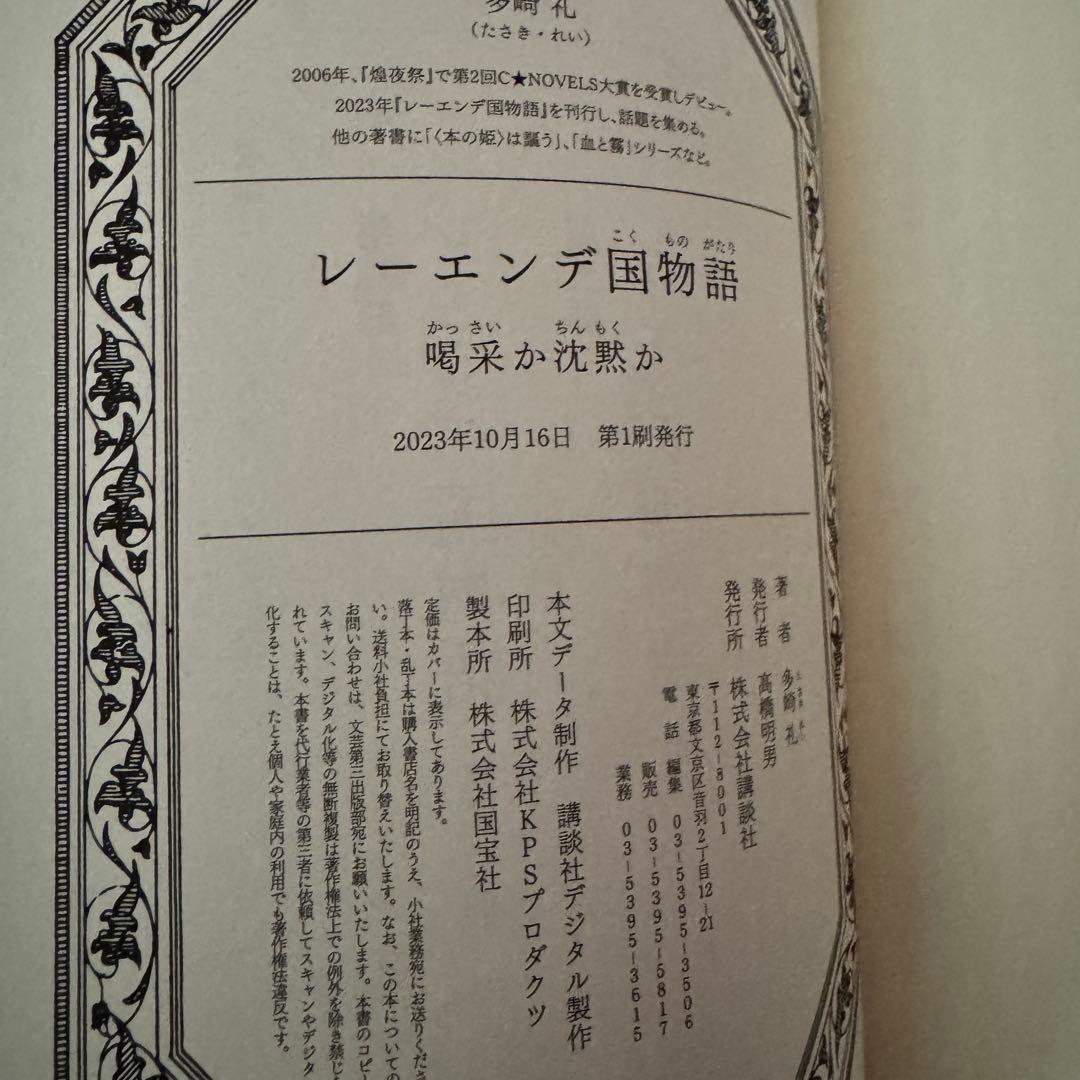 多崎 礼
(たさき・れい)
2006年、『煌夜祭』で第2回C★NOVELS大賞を受賞しデビュー。
2023年『レーエンデ国物語』を刊行し、話題を集める。
他の著書に「〈本の姫〉は謳う」、「血と霧」シリーズなど。
レーエンデ国物語
こく もの がたり
喝采か沈黙か
かっ さい ちん もく
2023年10月16日 第1刷発行
著者 多崎 礼
発行者 高橋明男
発行所 株式会社講談社
〒112-8001
東京都文京区音羽2丁目12-21
電話 編集 03-5395-3506
販売 03-5395-5817
業務 03-5395-3615
本文データ制作 講談社デジタル製作
印刷所 株式会社KPSプロダクツ
製本所 株式会社国宝社
定価はカバーに表示してあります。
落丁本・乱丁本は購入書店名を明記のうえ、小社業務宛にお送りくださ
い。送料小社負担にてお取り替えいたします。なお、この本についての
お問い合わせは、文芸第三出版部宛にお願いいたします。本書のコピー
スキャン、デジタル化等の無断複製は著作権法上での例外を除き禁じ
れています。本書を代行業者等の第三者に依頼してスキャンやデジタ
化することは、たとえ個人や家庭内の利用でも著作権法違反です。